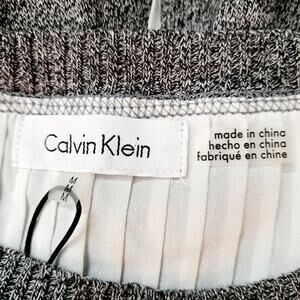 Calvin Klein
made in china
hecho en china
fabriqué en chine
M
M
M